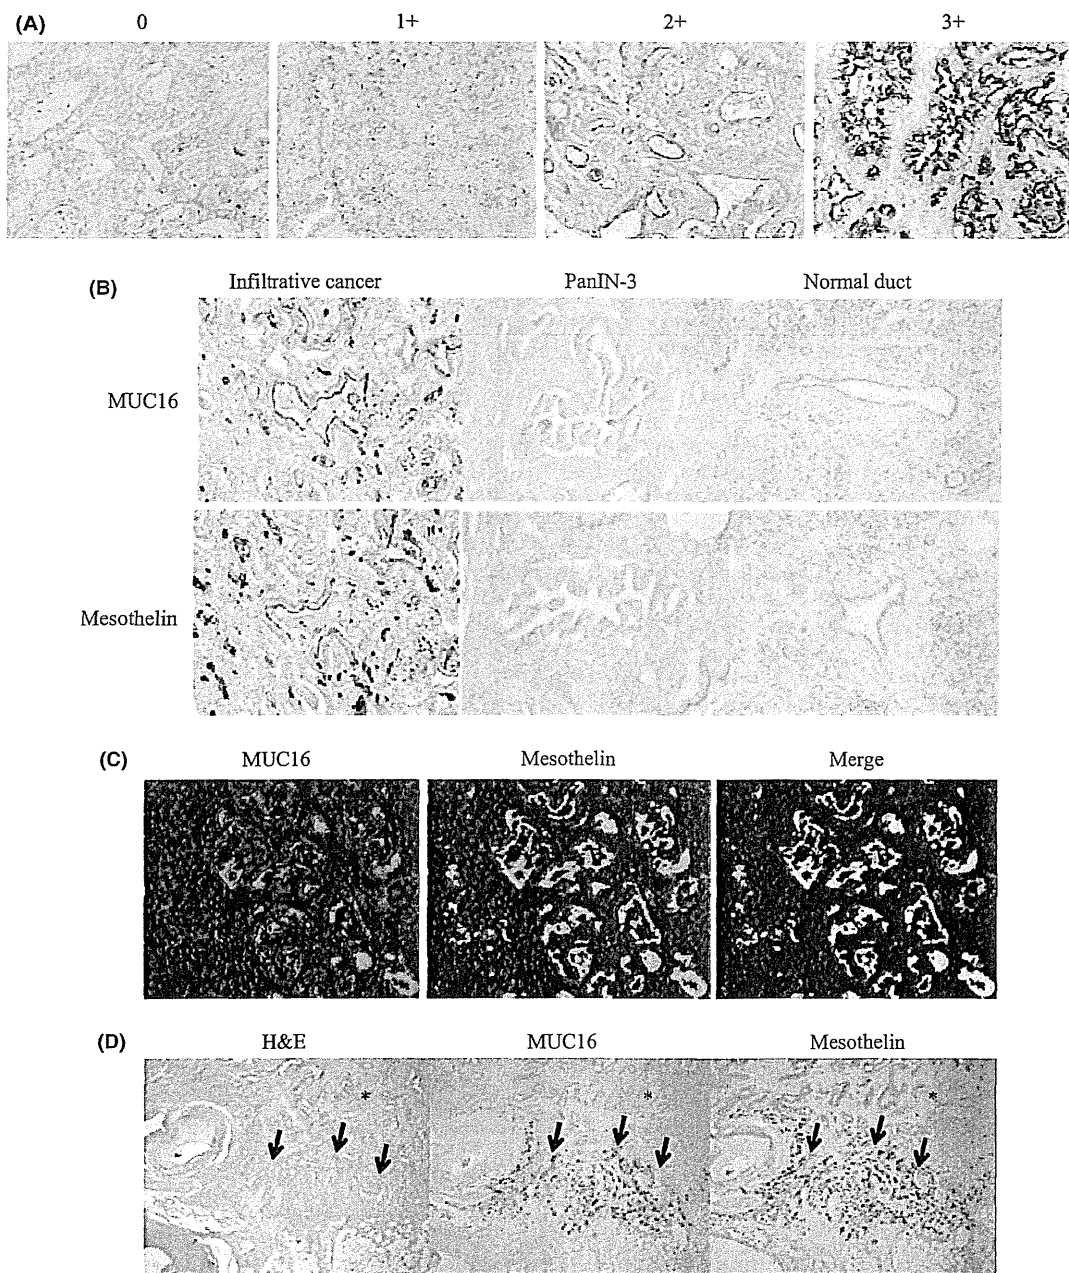 (A) 0 1+ 2+ 3+
(B) Infiltrative cancer PanIN-3 Normal duct
MUC16
Mesothelin
(C) MUC16 Mesothelin Merge
(D) H&E MUC16 Mesothelin
* * *